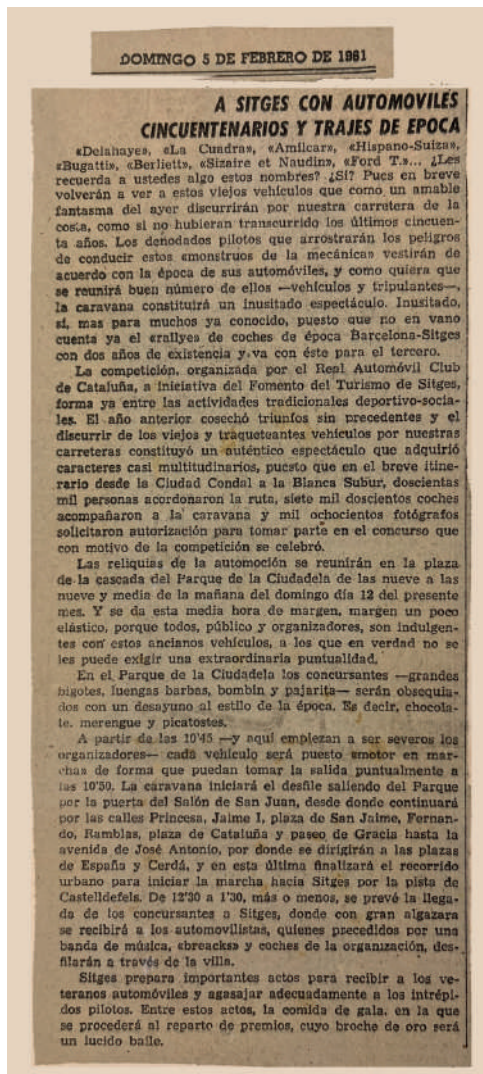 DOMINGO 5 DE FEBRERO DE 1961
A SITGES CON AUTOMOVILES
CINCUENTENARIOS Y TRAJES DE EPOCA
«Delahaye», «La Cuadra», «Amilcar», «Hispano-Suiza»,
«Bugatti», «Berliett», «Sizaire et Naudin», «Ford T.»... ¿Les
recuerda a ustedes algo estos nombres? ¿Sí? Pues en breve
volverán a ver a estos viejos vehículos que como un amable
fantasma del ayer discurrirán por nuestra carretera de la
costa, como si no hubieran transcurrido los últimos cincuen-
ta años. Los denodados pilotos que arrostrarán los peligros
de conducir estos «monstruos de la mecánica» vestirán de
acuerdo con la época de sus automóviles, y como quiera que
se reunirá buen número de ellos —vehículos y tripulantes—,
la caravana constituirá un inusitado espectáculo. Inusitado,
sí, mas para muchos ya conocido, puesto que no en vano
cuenta ya el «rallye» de coches de época Barcelona-Sitges
con dos años de existencia y va con éste para el tercero.
La competición, organizada por el Real Automóvil Club
de Cataluña, a iniciativa del Fomento del Turismo de Sitges,
forma ya entre las actividades tradicionales deportivo-socia-
les. El año anterior cosechó triunfos sin precedentes y el
discurrir de los viejos y traqueteantes vehículos por nuestras
carreteras constituyó un auténtico espectáculo que adquirió
caracteres casi multitudinarios, puesto que en el breve itine-
rario desde la Ciudad Condal a la Blanca Subur, doscientas
mil personas acordonaron la ruta, siete mil doscientos coches
acompañaron a la caravana y mil ochocientos fotógrafos
solicitaron autorización para tomar parte en el concurso que
con motivo de la competición se celebró.
Las reliquias de la automoción se reunirán en la plaza
de la cascada del Parque de la Ciudadela de las nueve a las
nueve y media de la mañana del domingo día 12 del presente
mes. Y se da esta media hora de margen, margen un poco
elástico, porque todos, público y organizadores, son indulgen-
tes con estos ancianos vehículos, a los que en verdad no se
les puede exigir una extraordinaria puntualidad.
En el Parque de la Ciudadela los concursantes —grandes
bigotes, luengas barbas, bombín y pajarita— serán obsequia-
dos con un desayuno al estilo de la época. Es decir, chocola-
te, merengue y picatostes.
A partir de las 10'45 —y aquí empiezan a ser severos los
organizadores— cada vehículo será puesto «motor en mar-
cha» de forma que puedan tomar la salida puntualmente a
las 10'50. La caravana iniciará el desfile saliendo del Parque
por la puerta del Salón de San Juan, desde donde continuará
por las calles Princesa, Jaime I, plaza de San Jaime, Fernan-
do, Ramblas, plaza de Cataluña y paseo de Gracia hasta la
avenida de José Antonio, por donde se dirigirán a las plazas
de España y Cerdá, y en esta última finalizará el recorrido
urbano para iniciar la marcha hacia Sitges por la pista de
Castelldefels. De 12'30 a 1'30, más o menos, se prevé la llega-
da de los concursantes a Sitges, donde con gran algazara
se recibirá a los automovilistas, quienes precedidos por una
banda de música, «breacks» y coches de la organización, des-
filarán a través de la villa.
Sitges prepara importantes actos para recibir a los ve-
teranos automóviles y agasajar adecuadamente a los intrépi-
dos pilotos. Entre estos actos, la comida de gala, en la que
se procederá al reparto de premios, cuyo broche de oro será
un lucido baile.